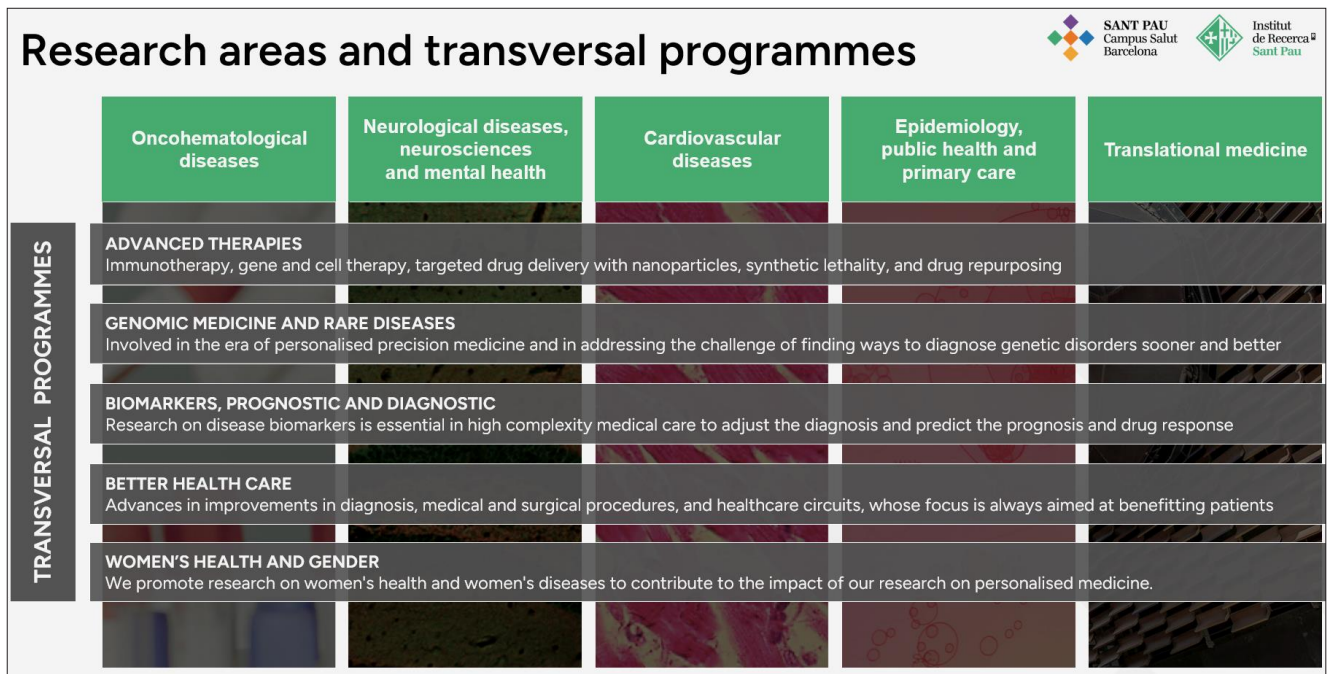 Research areas and transversal programmes
SANT PAU
Campus Salut
Barcelona
Institut
de Recerca
Sant Pau
Oncohematological
diseases
Neurological diseases,
neurosciences
and mental health
Cardiovascular
diseases
Epidemiology,
public health and
primary care
Translational medicine
TRANSVERSAL PROGRAMMES
ADVANCED THERAPIES
Immunotherapy, gene and cell therapy, targeted drug delivery with nanoparticles, synthetic lethality, and drug repurposing
GENOMIC MEDICINE AND RARE DISEASES
Involved in the era of personalised precision medicine and in addressing the challenge of finding ways to diagnose genetic disorders sooner and better
BIOMARKERS, PROGNOSTIC AND DIAGNOSTIC
Research on disease biomarkers is essential in high complexity medical care to adjust the diagnosis and predict the prognosis and drug response
BETTER HEALTH CARE
Advances in improvements in diagnosis, medical and surgical procedures, and healthcare circuits, whose focus is always aimed at benefitting patients
WOMEN'S HEALTH AND GENDER
We promote research on women's health and women's diseases to contribute to the impact of our research on personalised medicine.